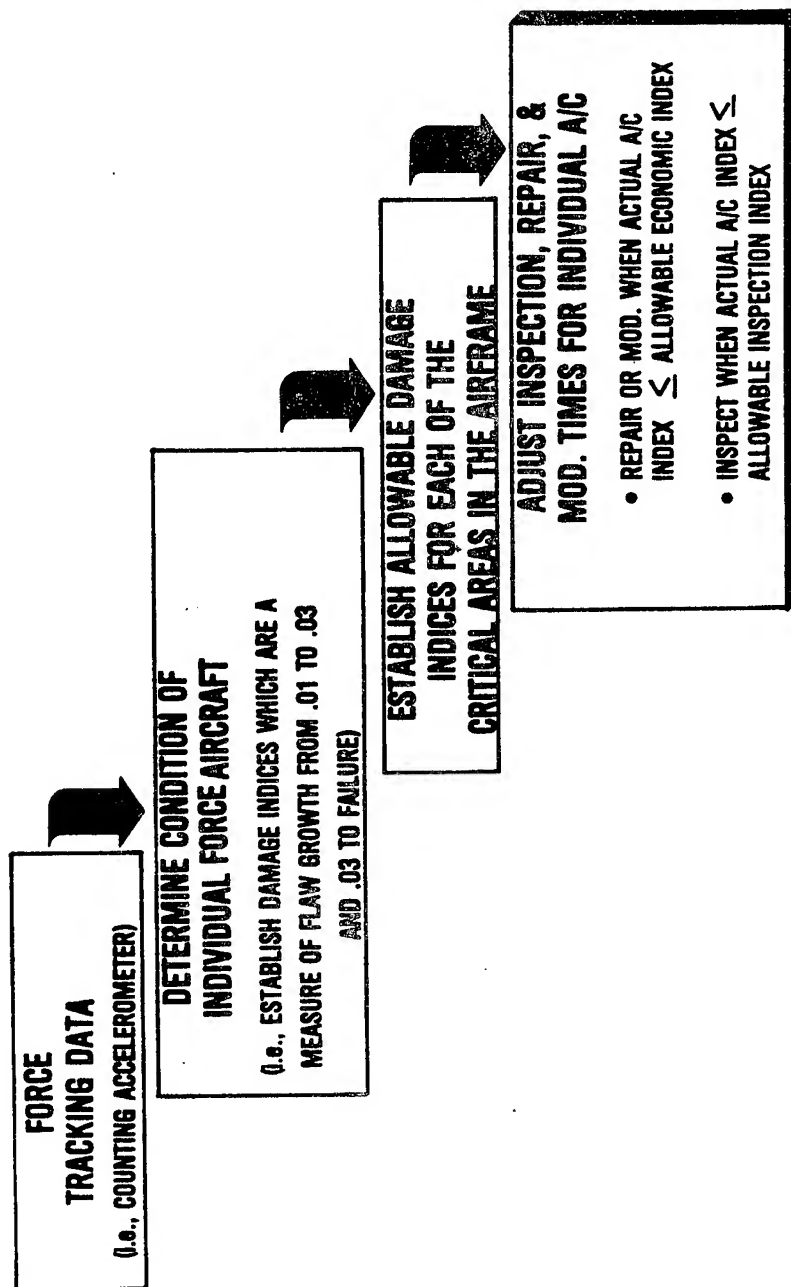 FORCE
TRACKING DATA
(i.e., COUNTING ACCELEROMETER)
DETERMINE CONDITION OF
INDIVIDUAL FORCE AIRCRAFT
(i.e., ESTABLISH DAMAGE INDICES WHICH ARE A
MEASURE OF FLAW GROWTH FROM .01 TO .03
AND .03 TO FAILURE)
ESTABLISH ALLOWABLE DAMAGE
INDICES FOR EACH OF THE
CRITICAL AREAS IN THE AIRFRAME
ADJUST INSPECTION, REPAIR, &
MOD. TIMES FOR INDIVIDUAL A/C
• REPAIR OR MOD. WHEN ACTUAL A/C
INDEX ≤ ALLOWABLE ECONOMIC INDEX
• INSPECT WHEN ACTUAL A/C INDEX ≤
ALLOWABLE INSPECTION INDEX